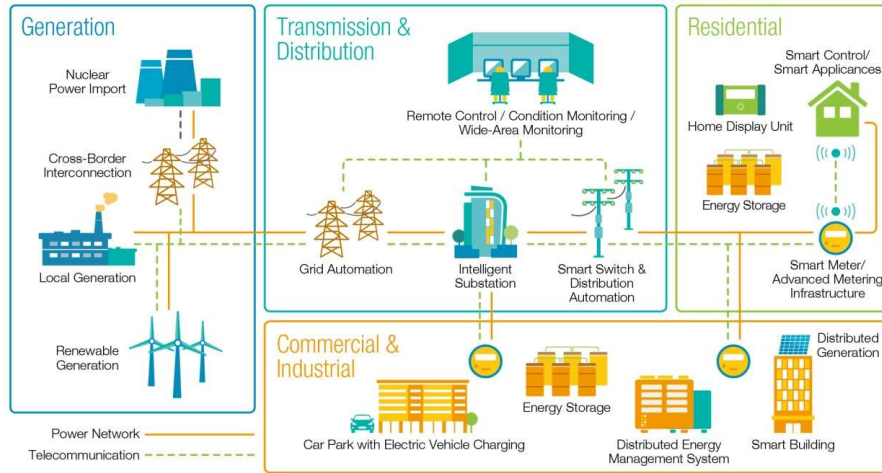 Generation
Nuclear
Power Import
Cross-Border
Interconnection
Local Generation
Renewable
Generation
Power Network
Telecommunication
Transmission &
Distribution
Remote Control / Condition Monitoring /
Wide-Area Monitoring
Grid Automation
Intelligent
Substation
Smart Switch &
Distribution
Automation
Residential
Smart Control/
Smart Applicances
Home Display Unit
Energy Storage
Smart Meter/
Advanced Metering
Infrastructure
Commercial &
Industrial
Car Park with Electric Vehicle Charging
Energy Storage
Distributed Energy
Management System
Distributed
Generation
Smart Building